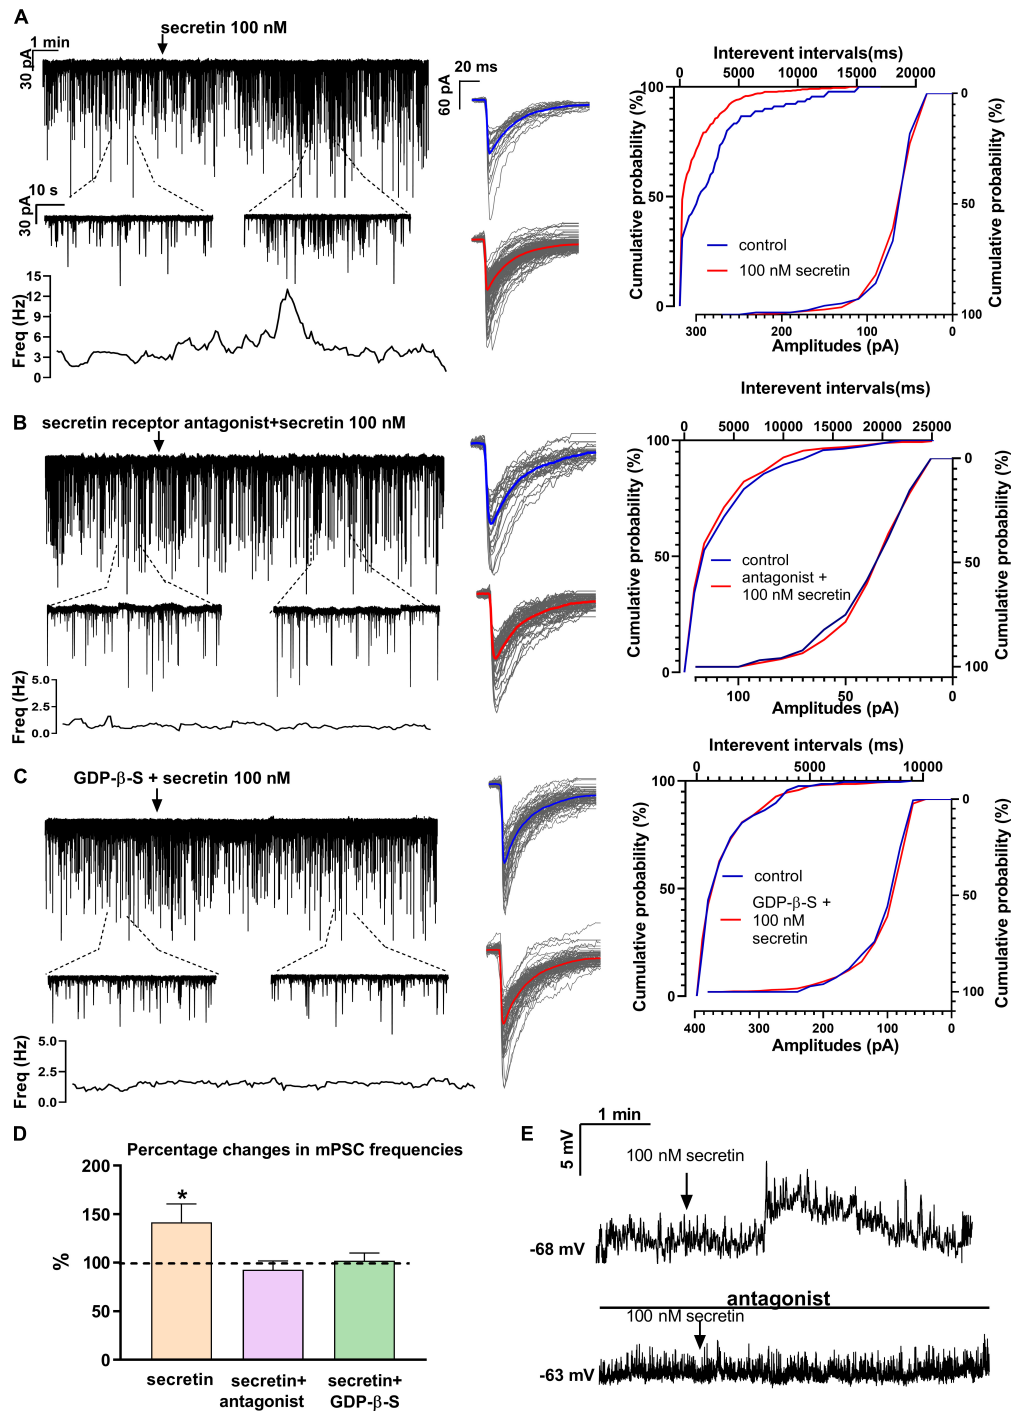 A
secretin 100 nM
1 min
30 pA
20 ms
60 pA
10 s
30 pA
Freq (Hz)
15
12
9
6
3
0
Interevent intervals(ms)
0 5000 10000 15000 20000
Cumulative probability (%)
100
50
0
control
100 nM secretin
0
50
100
Cumulative probability (%)
300 200 100 0
Amplitudes (pA)
B
secretin receptor antagonist+secretin 100 nM
Freq (Hz)
5.0
2.5
0.0
Interevent intervals(ms)
0 5000 10000 15000 20000 25000
Cumulative probability (%)
100
50
0
control
antagonist +
100 nM secretin
0
50
100
Cumulative probability (%)
100 50 0
Amplitudes (pA)
C
GDP-β-S + secretin 100 nM
Freq (Hz)
5.0
2.5
0.0
Interevent intervals (ms)
0 5000 10000
Cumulative probability (%)
100
50
0
control
GDP-β-S +
100 nM
secretin
0
50
100
Cumulative probability (%)
400 300 200 100 0
Amplitudes (pA)
D
Percentage changes in mPSC frequencies
%
200
150
100
50
0
*
secretin
secretin+
antagonist
secretin+
GDP-β-S
E
1 min
5 mV
100 nM secretin
-68 mV
antagonist
100 nM secretin
-63 mV